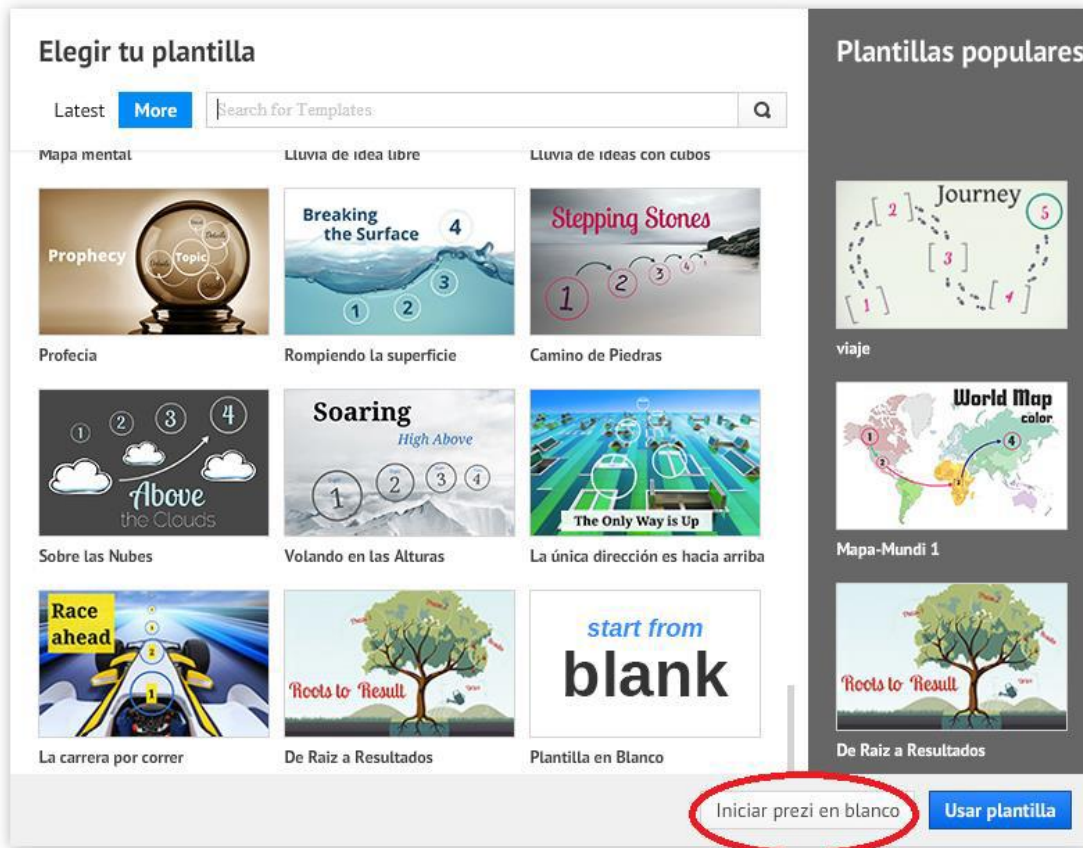 Elegir tu plantilla
Latest
More
Search for Templates
Mapa mental
Lluvia de idea libre
Lluvia de ideas con cubos
Prophecy
Topic
Details
Profecia
Breaking
the Surface
1
2
3
4
Rompiendo la superficie
Stepping Stones
1
2
3
4
Camino de Piedras
1
2
3
4
Above
the Clouds
Sobre las Nubes
Soaring
High Above
1
2
3
4
Volando en las Alturas
The Only Way is Up
La única dirección es hacia arriba
Race
ahead
2
1
La carrera por correr
Roots to Result
De Raiz a Resultados
start from
blank
Plantilla en Blanco
Plantillas populares
Journey
1
2
3
4
5
viaje
World Map
color
1
2
3
4
Mapa-Mundi 1
Roots to Result
De Raiz a Resultados
Iniciar prezi en blanco
Usar plantilla